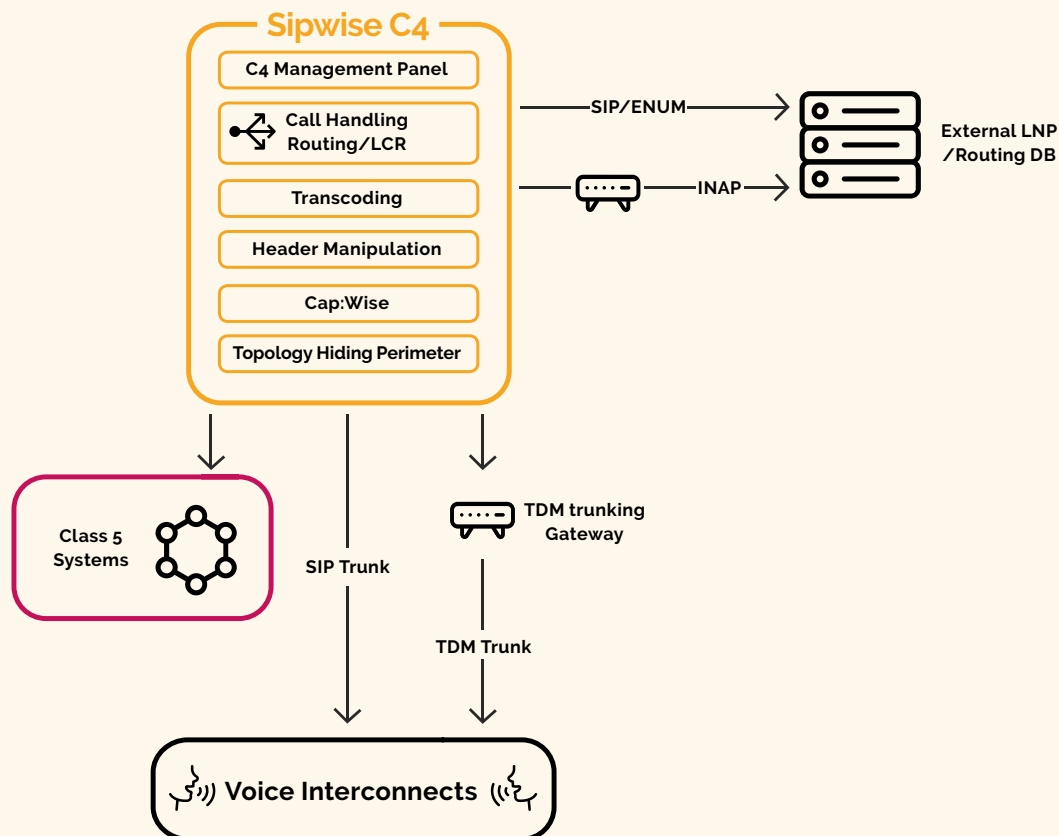 Sipwise C4
C4 Management Panel
Call Handling
Routing/LCR
Transcoding
Header Manipulation
Cap:Wise
Topology Hiding Perimeter
SIP/ENUM
INAP
External LNP
/Routing DB
Class 5
Systems
SIP Trunk
TDM trunking
Gateway
TDM Trunk
Voice Interconnects